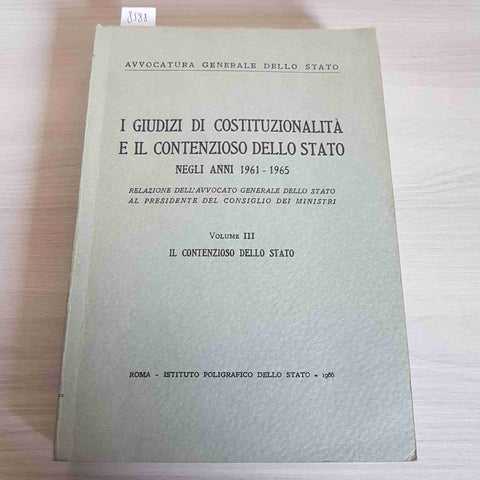 8598
AVVOCATURA GENERALE DELLO STATO
I GIUDIZI DI COSTITUZIONALITÀ
E IL CONTENZIOSO DELLO STATO
NEGLI ANNI 1961 - 1965
RELAZIONE DELL'AVVOCATO GENERALE DELLO STATO
AL PRESIDENTE DEL CONSIGLIO DEI MINISTRI
VOLUME III
IL CONTENZIOSO DELLO STATO
ROMA - ISTITUTO POLIGRAFICO DELLO STATO - 1966